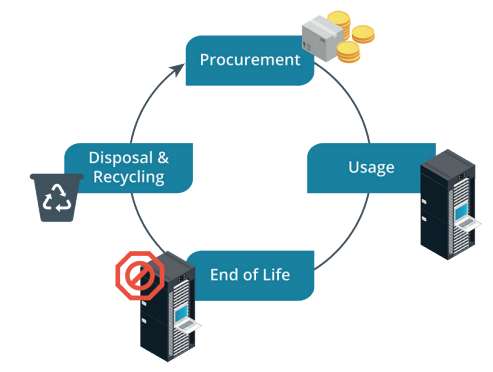 Procurement
Usage
End of Life
Disposal &
Recycling